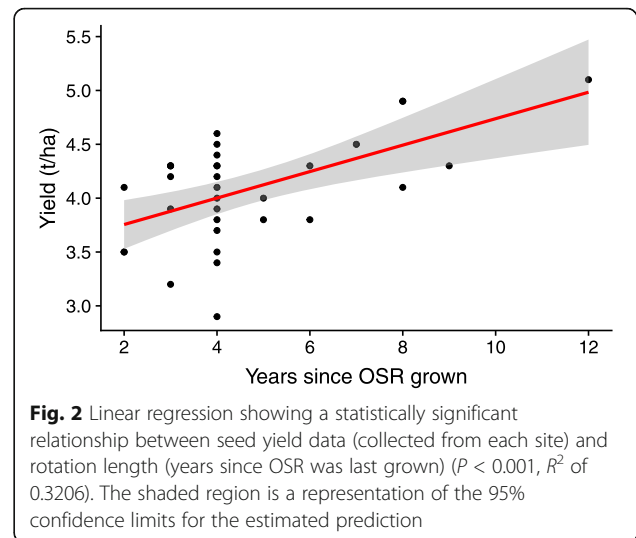 5.5
5.0
4.5
4.0
3.5
3.0
Yield (t/ha)
2 4 6 8 10 12
Years since OSR grown
Fig. 2 Linear regression showing a statistically significant
relationship between seed yield data (collected from each site) and
rotation length (years since OSR was last grown) (P < 0.001, R² of
0.3206). The shaded region is a representation of the 95%
confidence limits for the estimated prediction